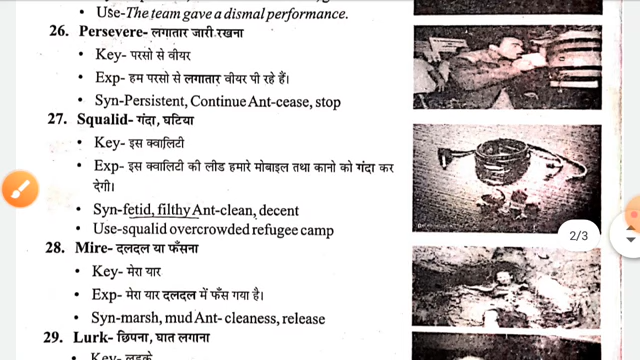 • Use-The team gave a dismal performance.
26. Persevere- लगातार जारी रखना
• Key- परसो से वीयर
• Exp- हम परसो से लगातार वीयर पी रहे हैं।
• Syn-Persistent, Continue Ant-cease, stop
27. Squalid- गंदा, घटिया
• Key- इस क्वालिटी
• Exp- इस क्वालिटी की लीड हमारे मोबाइल तथा कानो को गंदा कर
देगी।
• Syn-fetid, filthy Ant-clean, decent
• Use-squalid overcrowded refugee camp
2/3
28. Mire- दलदल या फँसना
• Key- मेरा यार
• Exp- मेरा यार दलदल में फँस गया है।
• Syn-marsh, mud Ant- cleaness, release
29. Lurk- छिपना, घात लगाना
• Key- लड़के